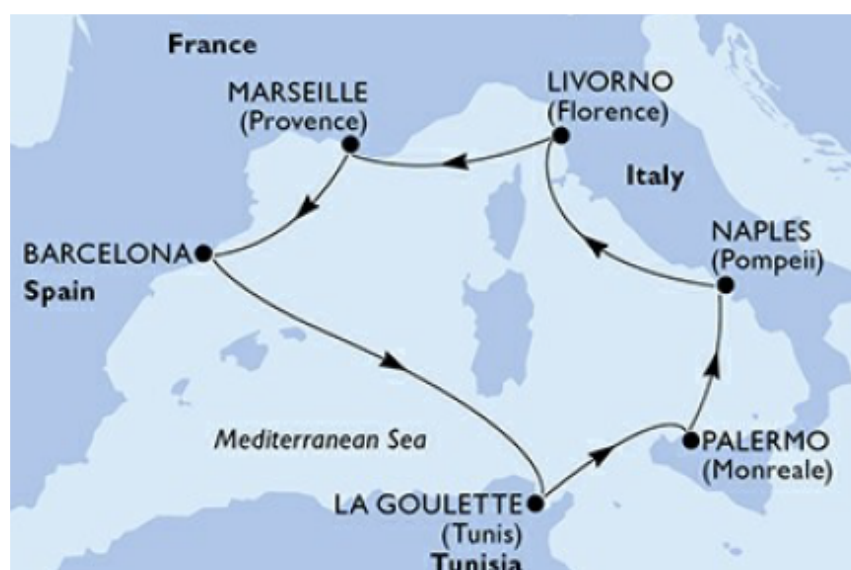 France
MARSEILLE
(Provence)
LIVORNO
(Florence)
Italy
BARCELONA
Spain
NAPLES
(Pompeii)
Mediterranean Sea
PALERMO
(Monreale)
LA GOULETTE
(Tunis)
Tunisia